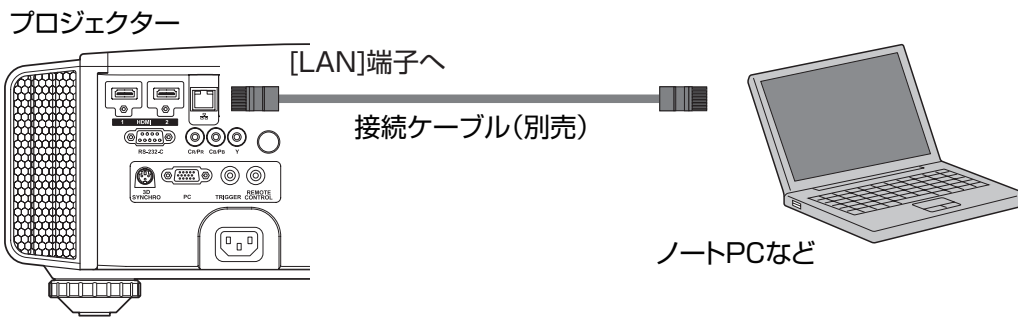 プロジェクター
[LAN]端子へ
接続ケーブル(別売)
1 HDMI 2
RS-232-C
CR/PR CB/PB Y
3D SYNCHRO
PC
TRIGGER
REMOTE CONTROL
ノートPCなど